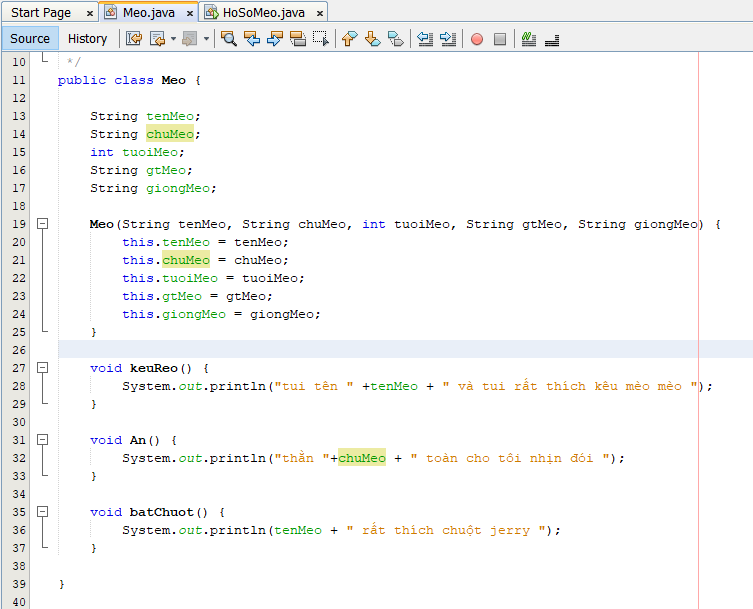 Start Page x Meo.java x HoSoMeo.java x
Source History
10 */
11 public class Meo {
12
13 String tenMeo;
14 String chuMeo;
15 int tuoiMeo;
16 String gtMeo;
17 String giongMeo;
18
19 Meo(String tenMeo, String chuMeo, int tuoiMeo, String gtMeo, String giongMeo) {
20 this.tenMeo = tenMeo;
21 this.chuMeo = chuMeo;
22 this.tuoiMeo = tuoiMeo;
23 this.gtMeo = gtMeo;
24 this.giongMeo = giongMeo;
25 }
26
27 void keuReo() {
28 System.out.println("tui tên " +tenMeo + " và tui rất thích kêu mèo mèo ");
29 }
30
31 void An() {
32 System.out.println("thằn "+chuMeo + " toàn cho tôi nhịn đói ");
33 }
34
35 void batChuot() {
36 System.out.println(tenMeo + " rất thích chuột jerry ");
37 }
38
39 }
40